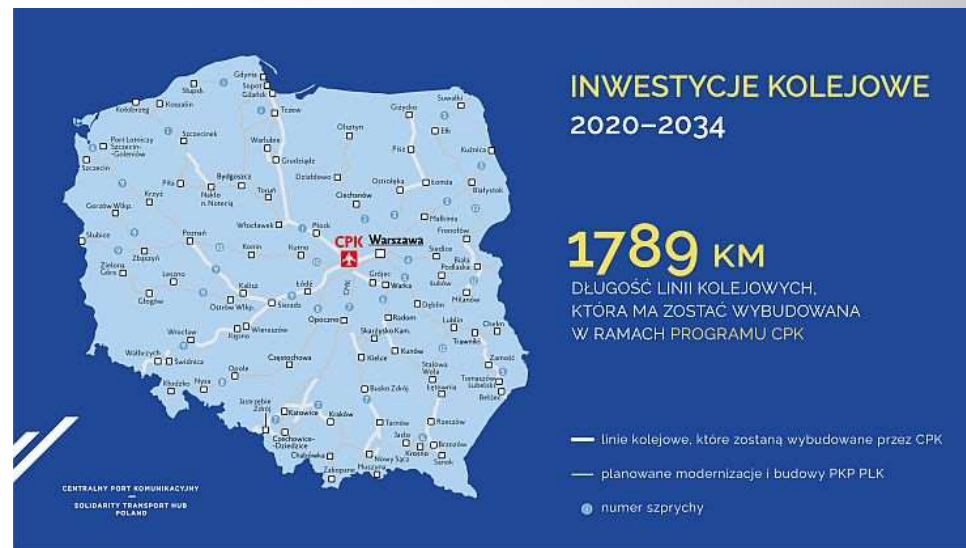 INWESTYCJE KOLEJOWE
2020–2034
1789 KM
DŁUGOŚĆ LINII KOLEJOWYCH,
KTÓRA MA ZOSTAĆ WYBUDOWANA
W RAMACH PROGRAMU CPK
linie kolejowe, które zostaną wybudowane przez CPK
planowane modernizacje i budowy PKP PLK
numer szprychy
CENTRALNY PORT KOMUNIKACYJNY
SOLIDARITY TRANSPORT HUB
POLAND
Gdynia
Sopot
Gdańsk
Słupsk
Kołobrzeg
Koszalin
Tczew
Giżycko
Suwałki
Ełk
Olsztyn
Port Lotniczy
Szczecin
-Goleniów
Szczecinek
Warlubie
Grudziądz
Pisz
Kuźnica
Szczecin
Działdowo
Ostrołęka
Łomża
Białystok
Piła
Bydgoszcz
Nakło
n. Notecią
Toruń
Ciechanów
Krzyż
Gorzów Wlkp.
Małkinia
Włocławek
Płock
CPK
Warszawa
Słubice
Poznań
Konin
Kutno
Siedlce
Biała
Podlaska
Zbąszyń
Zielona
Góra
Leszno
Kalisz
Łódź
Grójec
Warka
Łuków
Głogów
Ostrów Wlkp.
Sieradz
CMK
Dęblin
Milanów
Opoczno
Radom
Lublin
Chełm
Wrocław
Kępno
Wieruszów
Skarżysko Kam.
Trawniki
Wałbrzych
Świdnica
Częstochowa
Kielce
Kunów
Zamość
Kłodzko
Nysa
Opole
Stalowa
Wola
Tomaszów
Lubelski
Bełżec
Busko Zdrój
Łętownia
Jastrzębie
Zdrój
Katowice
Kraków
Tarnów
Rzeszów
Czechowice-
Dziedzice
Chabówka
Nowy Sącz
Jasło
Krosno
Brzozów
Sanok
Zakopane
Muszyna